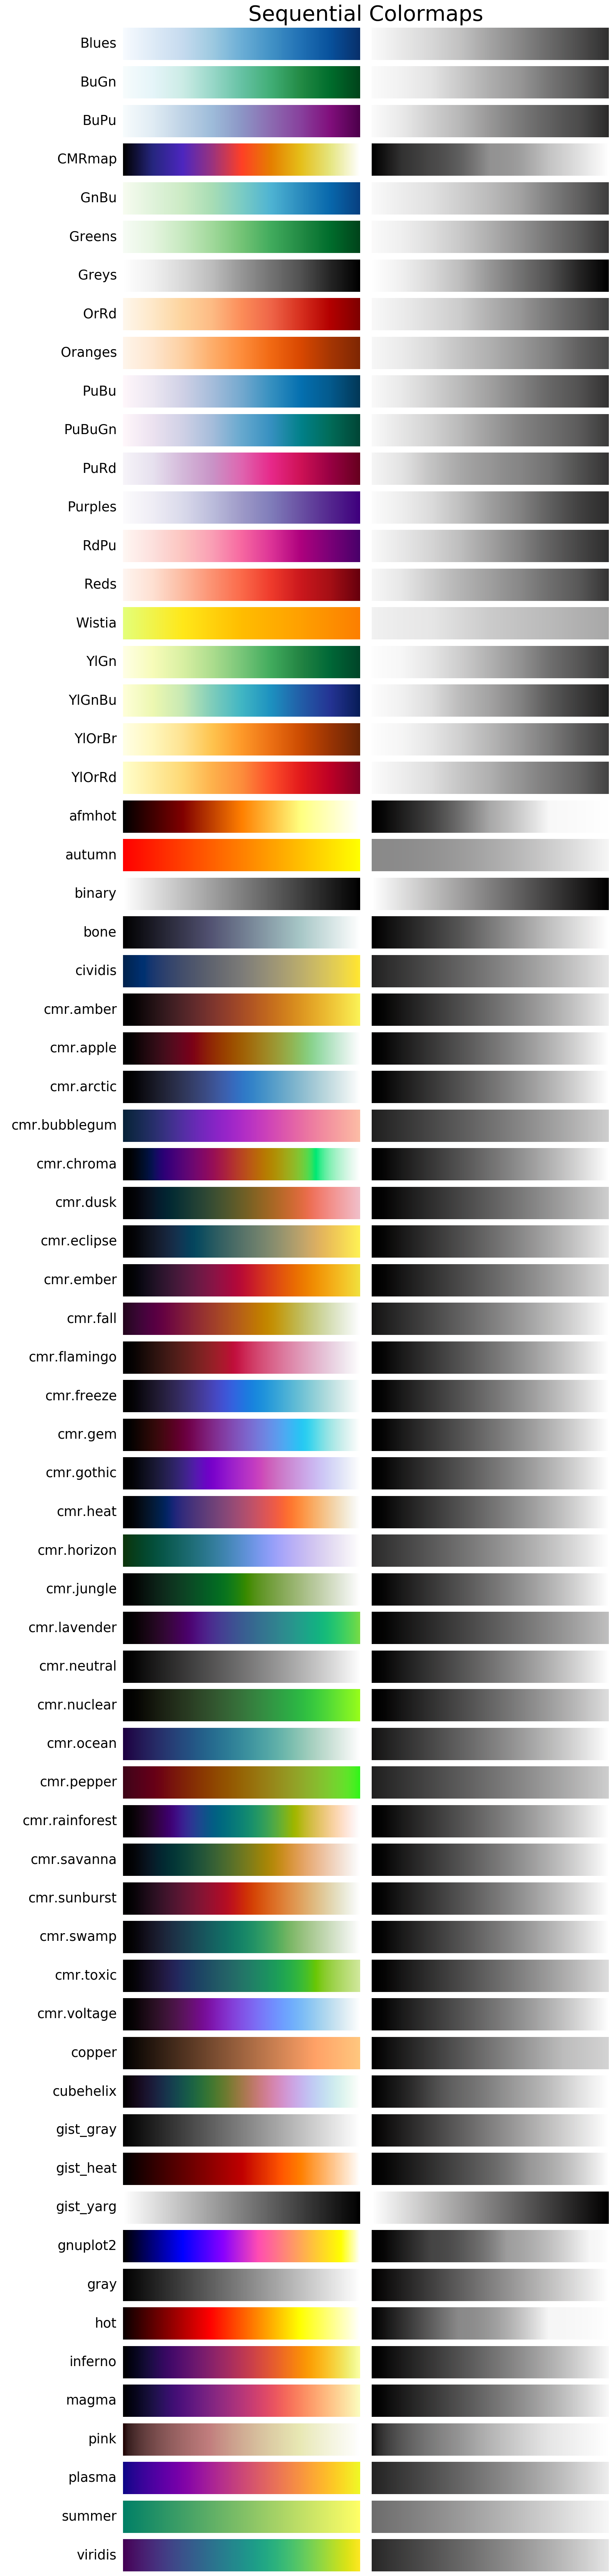 Sequential Colormaps
Blues
BuGn
BuPu
CMRmap
GnBu
Greens
Greys
OrRd
Oranges
PuBu
PuBuGn
PuRd
Purples
RdPu
Reds
Wistia
YlGn
YlGnBu
YlOrBr
YlOrRd
afmhot
autumn
binary
bone
cividis
cmr.amber
cmr.apple
cmr.arctic
cmr.bubblegum
cmr.chroma
cmr.dusk
cmr.eclipse
cmr.ember
cmr.fall
cmr.flamingo
cmr.freeze
cmr.gem
cmr.gothic
cmr.heat
cmr.horizon
cmr.jungle
cmr.lavender
cmr.neutral
cmr.nuclear
cmr.ocean
cmr.pepper
cmr.rainforest
cmr.savanna
cmr.sunburst
cmr.swamp
cmr.toxic
cmr.voltage
copper
cubehelix
gist_gray
gist_heat
gist_yarg
gnuplot2
gray
hot
inferno
magma
pink
plasma
summer
viridis